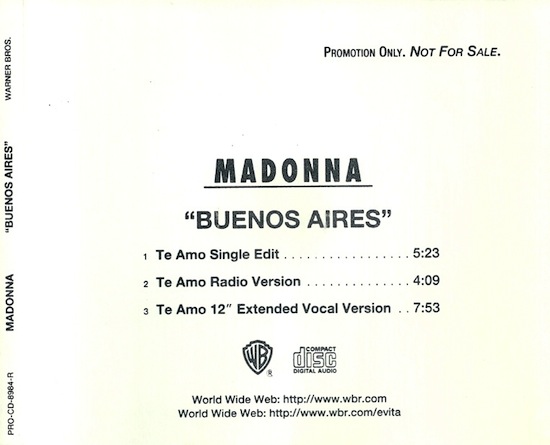 PROMOTION ONLY. NOT FOR SALE.
MADONNA
"BUENOS AIRES"
1 Te Amo Single Edit . . . . . . . . . . . . . . . . . 5:23
2 Te Amo Radio Version . . . . . . . . . . . . . . 4:09
3 Te Amo 12" Extended Vocal Version . . 7:53
WB
®
COMPACT
disc
DIGITAL AUDIO
World Wide Web: http://www.wbr.com
World Wide Web: http://www.wbr.com/evita
PRO-CD-8984-R MADONNA "BUENOS AIRES" WARNER BROS.